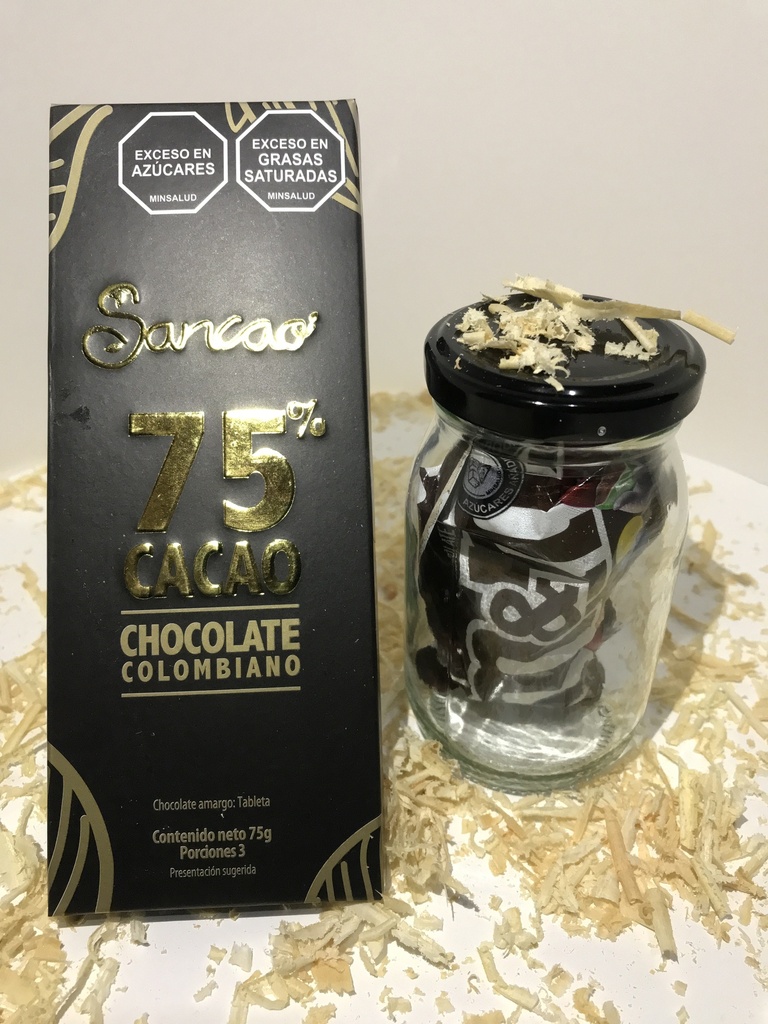 EXCESO EN
AZÚCARES
MINSALUD
EXCESO EN
GRASAS
SATURADAS
MINSALUD
Sancao
75%
CACAO
CHOCOLATE
COLOMBIANO
Chocolate amargo: Tableta
Contenido neto 75g
Porciones 3
Presentación sugerida
AZUCARES